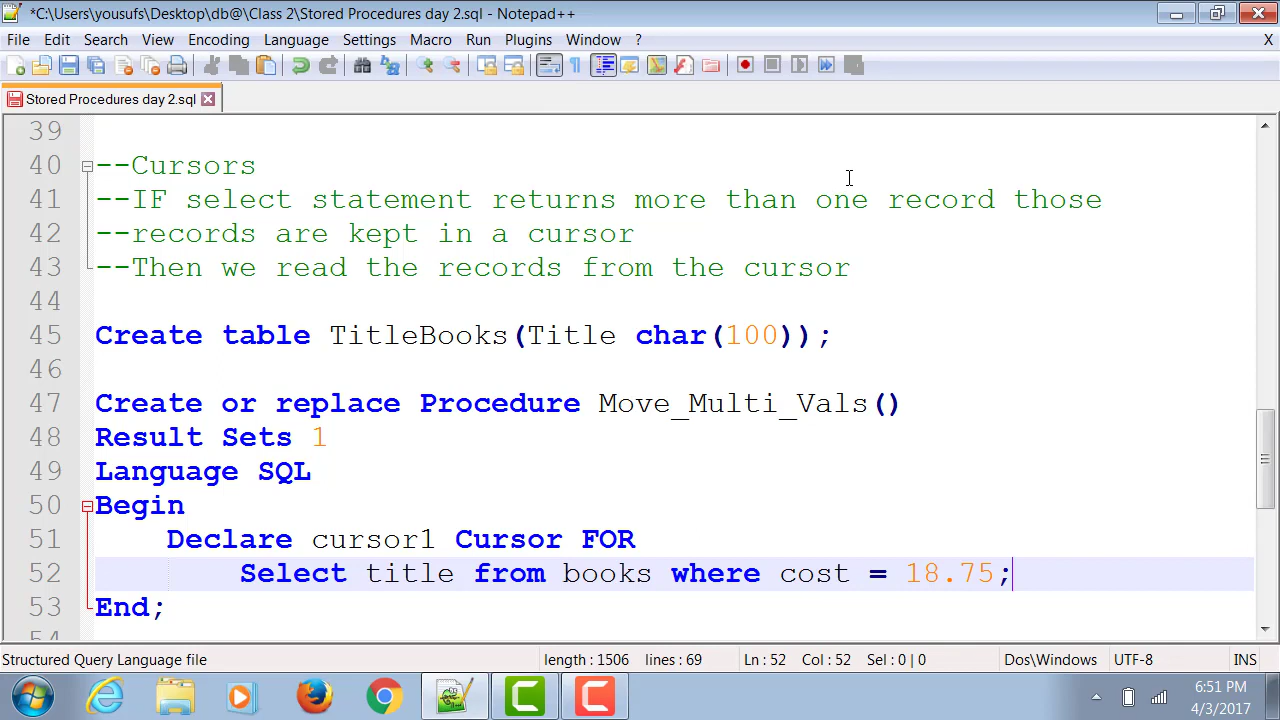 *C:\Users\yousufs\Desktop\db@\Class 2\Stored Procedures day 2.sql - Notepad++
File Edit Search View Encoding Language Settings Macro Run Plugins Window ? X
Stored Procedures day 2.sql
39
40 --Cursors
41 --IF select statement returns more than one record those
42 --records are kept in a cursor
43 --Then we read the records from the cursor
44
45 Create table TitleBooks(Title char(100));
46
47 Create or replace Procedure Move_Multi_Vals()
48 Result Sets 1
49 Language SQL
50 Begin
51 Declare cursor1 Cursor FOR
52 Select title from books where cost = 18.75;
53 End;
54
Structured Query Language file length : 1506 lines : 69 Ln : 52 Col : 52 Sel : 0 | 0 Dos\Windows UTF-8 INS
6:51 PM
4/3/2017